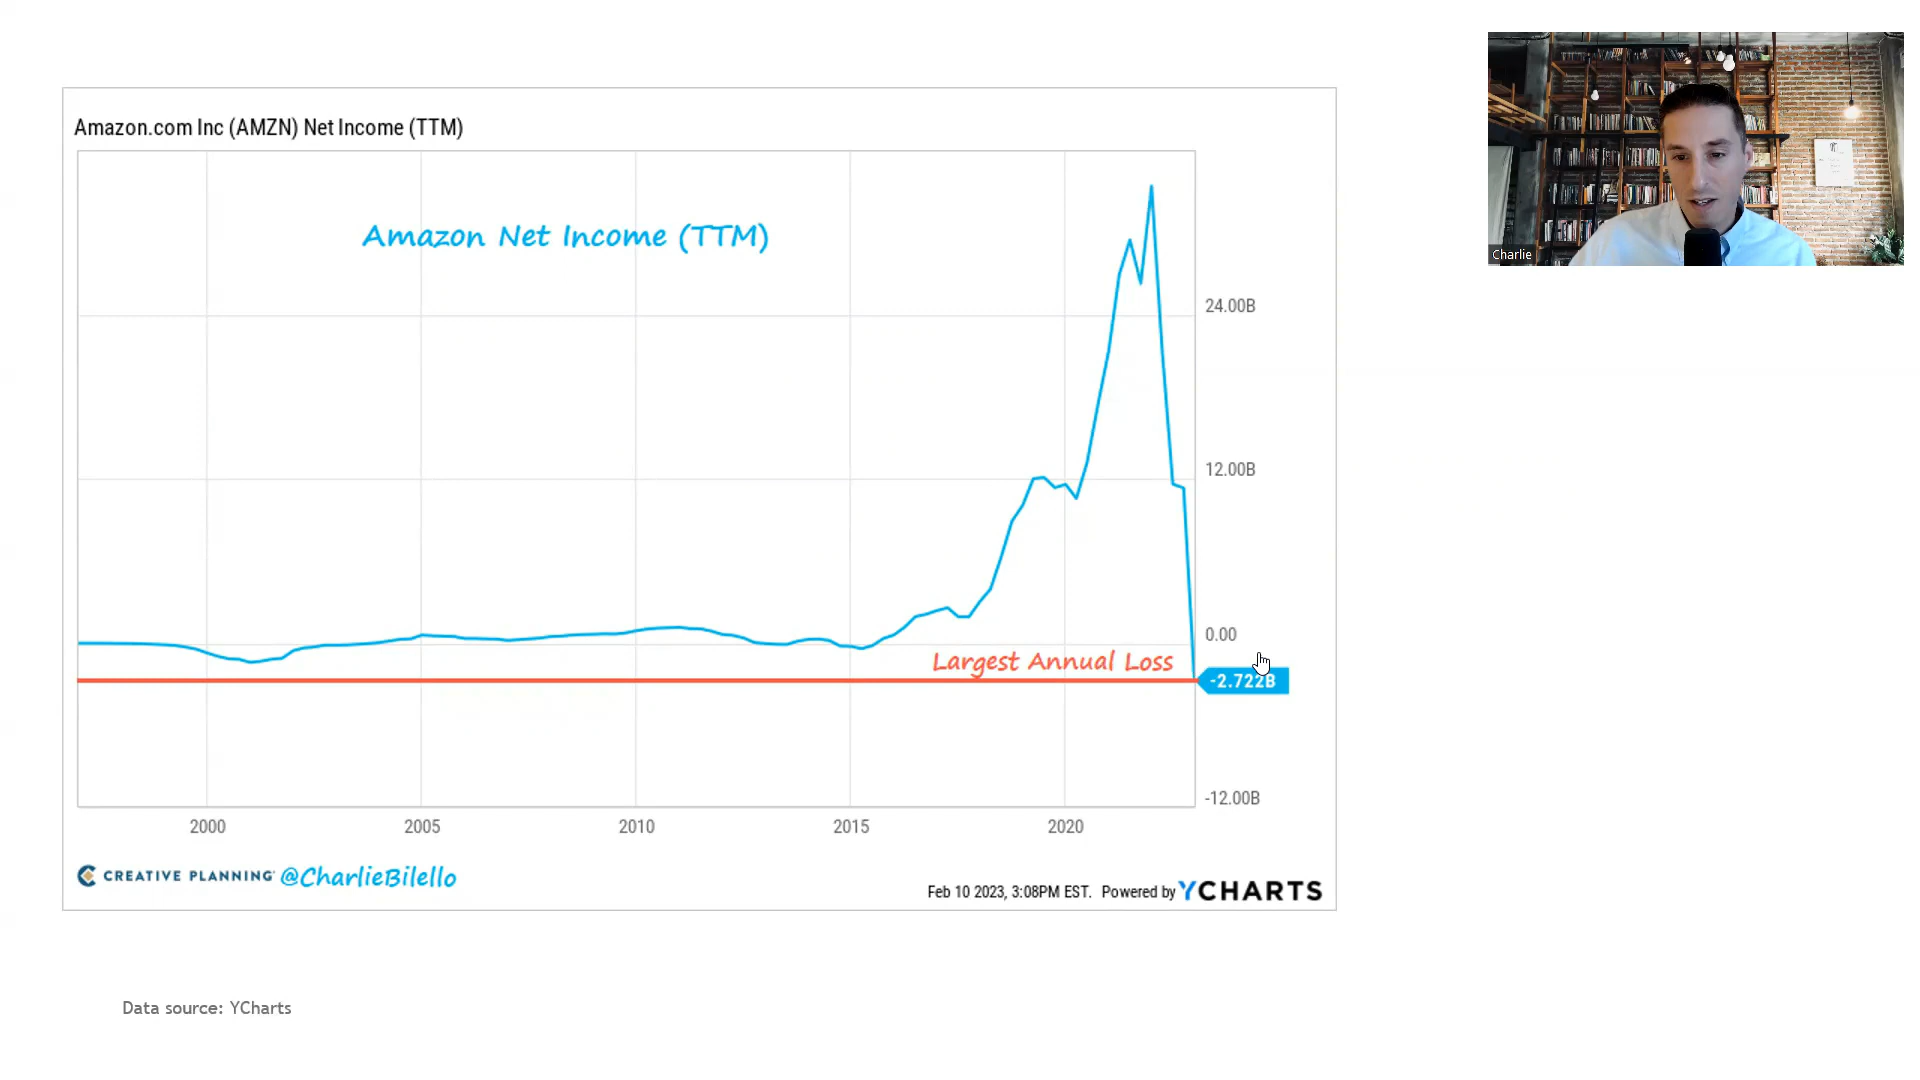 Amazon.com Inc (AMZN) Net Income (TTM)
Amazon Net Income (TTM)
24.00B
12.00B
0.00
Largest Annual Loss
-2.722B
-12.00B
2000 2005 2010 2015 2020
CREATIVE PLANNING @CharlieBilello
Feb 10 2023, 3:08PM EST. Powered by YCHARTS
Data source: YCharts
Charlie